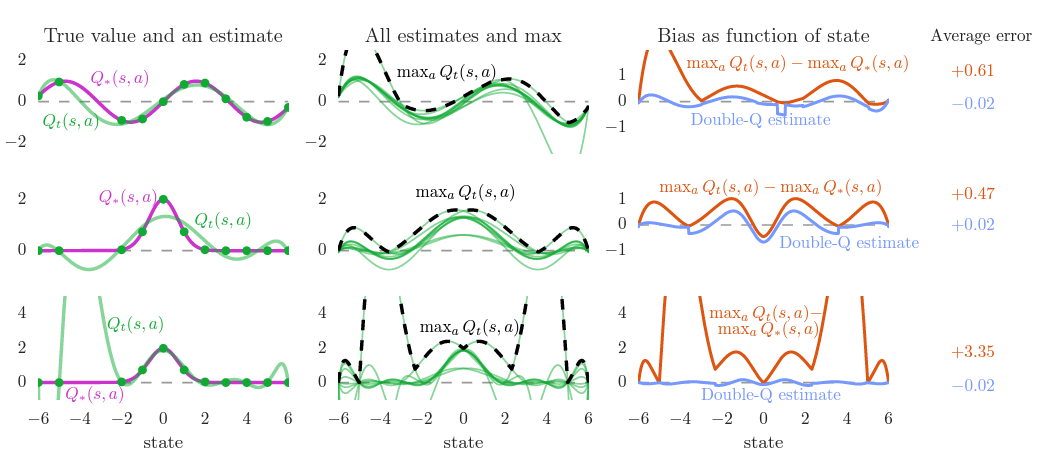 True value and an estimate
All estimates and max
Bias as function of state
Average error
2
0
−2
Q∗(s, a)
Qt(s, a)
2
0
−2
maxa Qt(s, a)
1
0
−1
maxa Qt(s, a) − maxa Q∗(s, a)
Double-Q estimate
+0.61
−0.02
2
0
Q∗(s, a)
Qt(s, a)
2
0
maxa Qt(s, a)
1
0
−1
maxa Qt(s, a) − maxa Q∗(s, a)
Double-Q estimate
+0.47
+0.02
4
2
0
Qt(s, a)
Q∗(s, a)
−6 −4 −2 0 2 4 6
state
4
2
0
maxa Qt(s, a)
−6 −4 −2 0 2 4 6
state
4
2
0
maxa Qt(s, a)−
maxa Q∗(s, a)
Double-Q estimate
−6 −4 −2 0 2 4 6
state
+3.35
−0.02